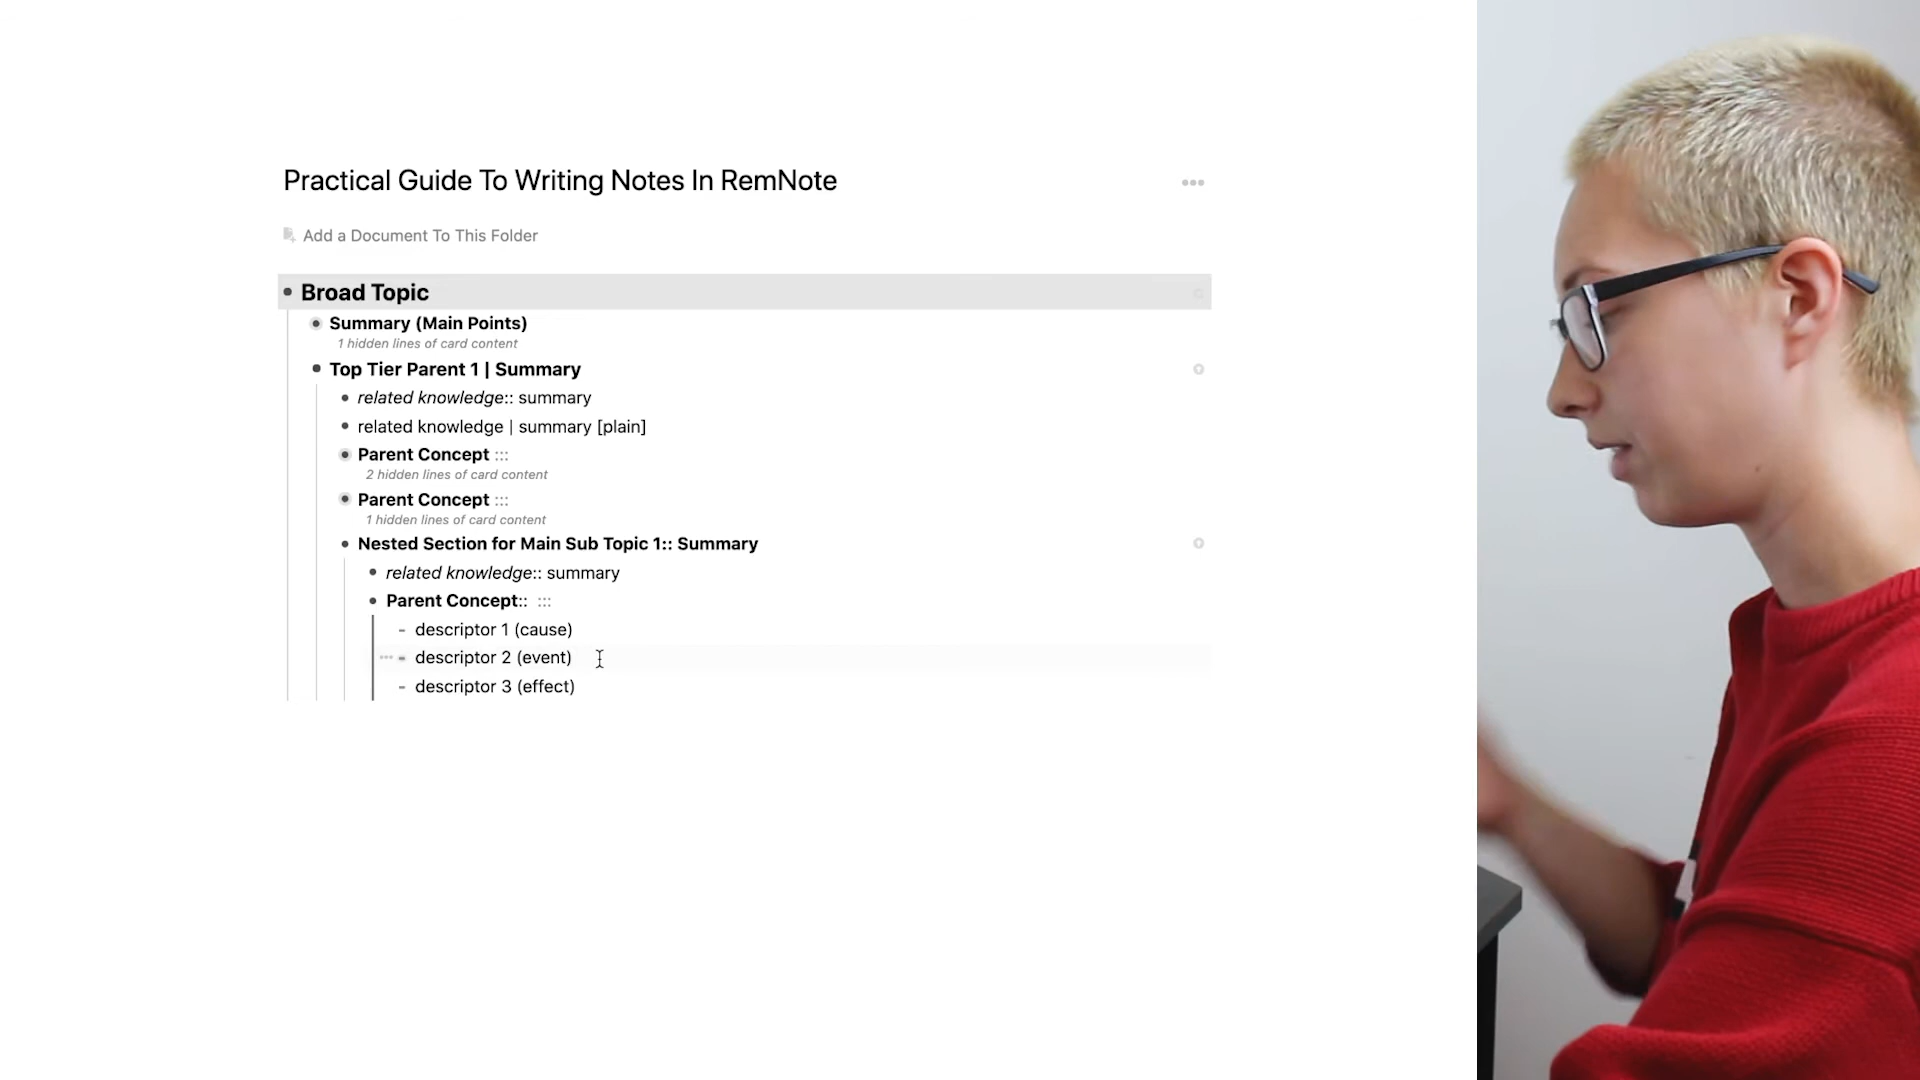 Practical Guide To Writing Notes In RemNote
Add a Document To This Folder
Broad Topic
Summary (Main Points)
1 hidden lines of card content
Top Tier Parent 1 | Summary
related knowledge:: summary
related knowledge | summary [plain]
Parent Concept :::
2 hidden lines of card content
Parent Concept :::
1 hidden lines of card content
Nested Section for Main Sub Topic 1:: Summary
related knowledge:: summary
Parent Concept:: :::
- descriptor 1 (cause)
- descriptor 2 (event)
- descriptor 3 (effect)